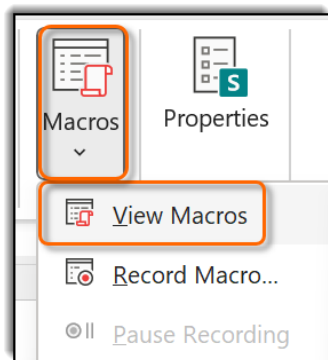 Macros
Properties
S
View Macros
Record Macro...
Pause Recording